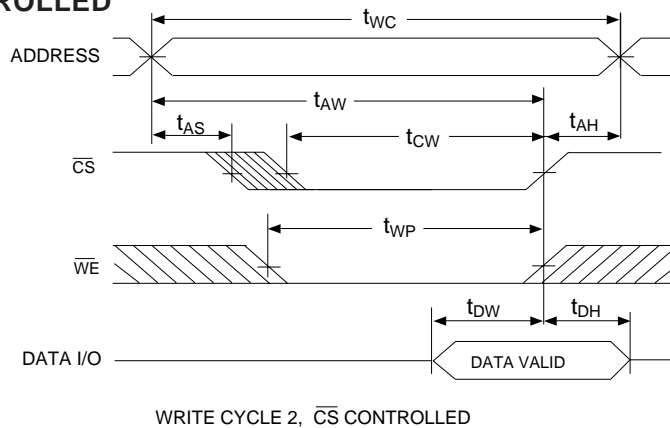 ROLLED
tWC
ADDRESS
tAW
tAS
tCW
tAH
CS
tWP
WE
tDW
tDH
DATA I/O
DATA VALID
WRITE CYCLE 2, CS CONTROLLED